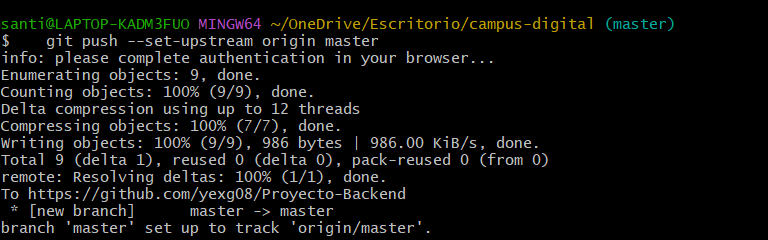 santi@LAPTOP-KADM3FUO MINGW64 ~/OneDrive/Escritorio/campus-digital (master)
$    git push --set-upstream origin master
info: please complete authentication in your browser...
Enumerating objects: 9, done.
Counting objects: 100% (9/9), done.
Delta compression using up to 12 threads
Compressing objects: 100% (7/7), done.
Writing objects: 100% (9/9), 986 bytes | 986.00 KiB/s, done.
Total 9 (delta 1), reused 0 (delta 0), pack-reused 0 (from 0)
remote: Resolving deltas: 100% (1/1), done.
To https://github.com/yexg08/Proyecto-Backend
 * [new branch]      master -> master
branch 'master' set up to track 'origin/master'.